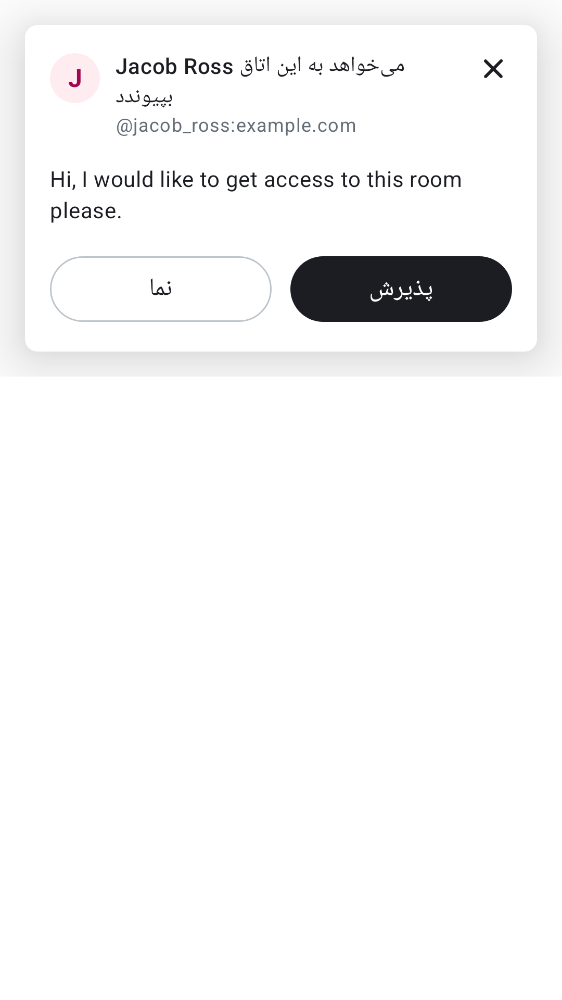 J
Jacob Ross می‌خواهد به این اتاق
بپیوندد
@jacob_ross:example.com
Hi, I would like to get access to this room
please.
نما
پذیرش